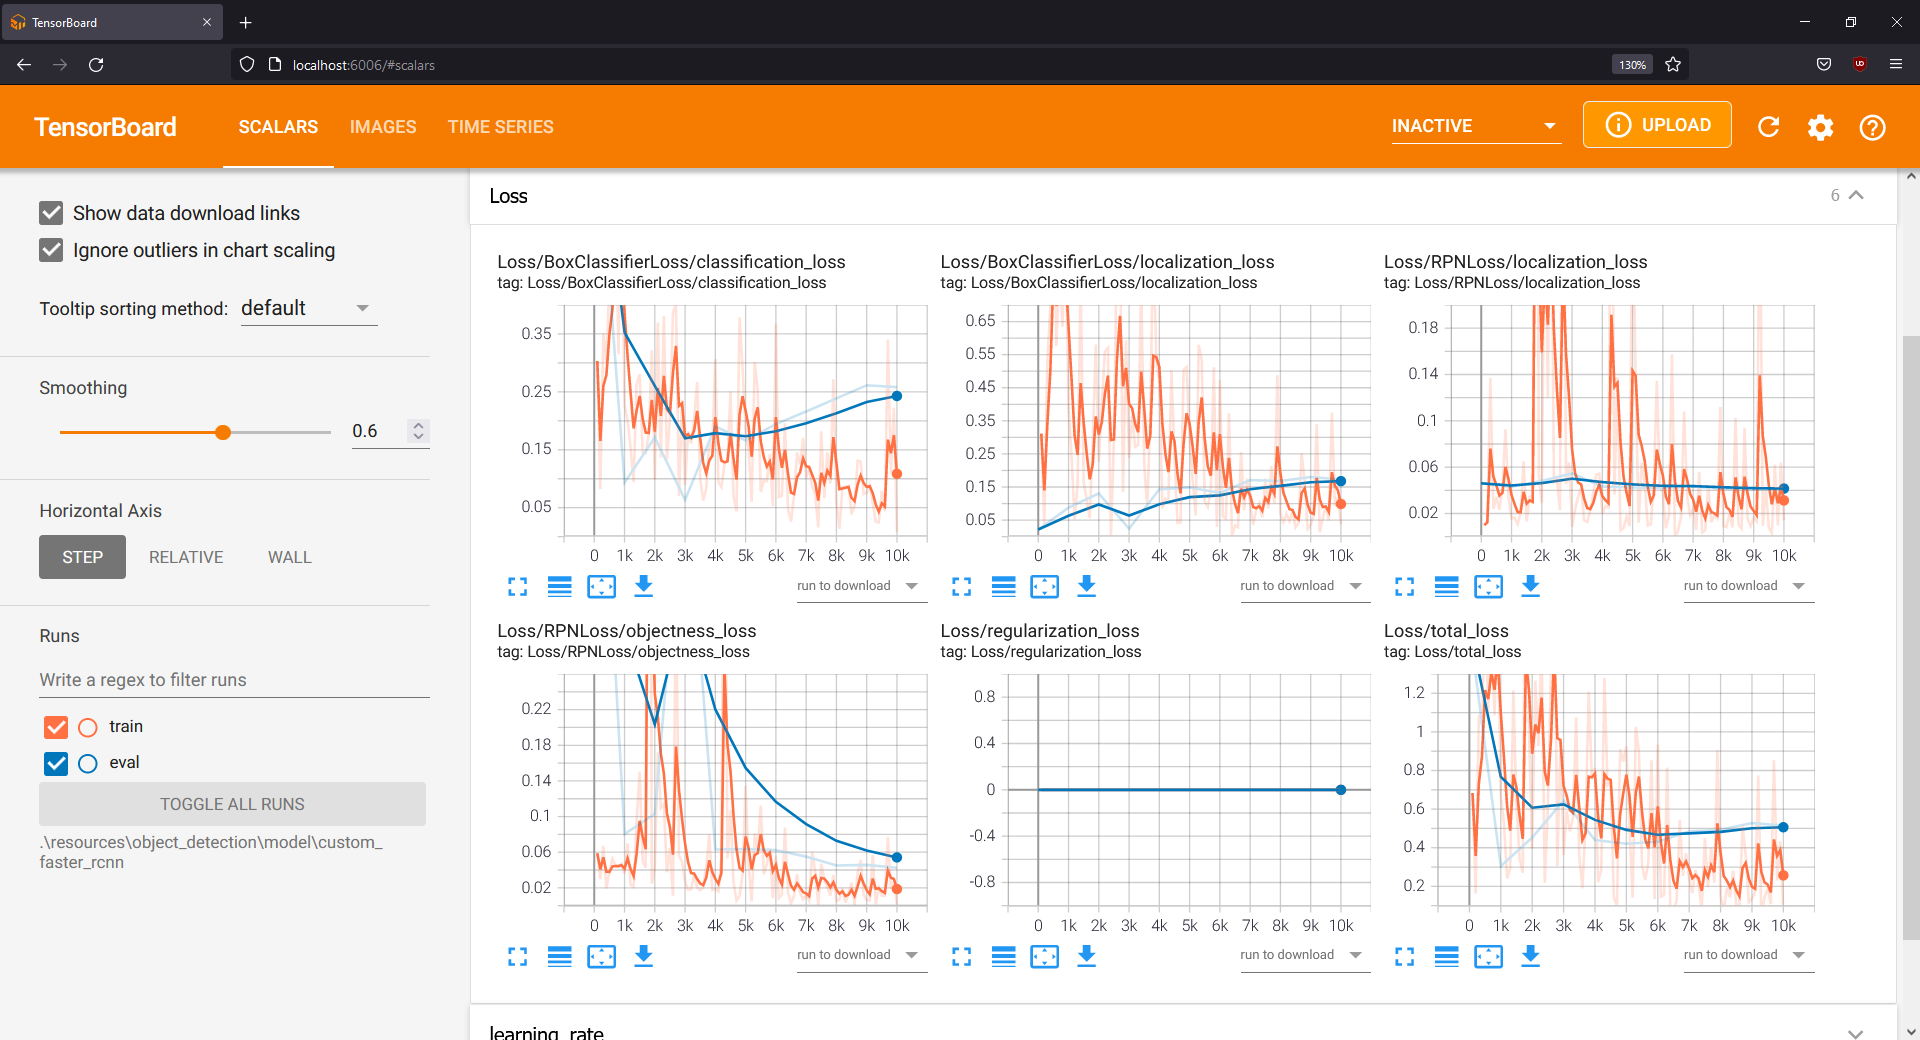 TensorBoard
localhost:6006/#scalars
130%
TensorBoard
SCALARS
IMAGES
TIME SERIES
INACTIVE
UPLOAD
Show data download links
Ignore outliers in chart scaling
Tooltip sorting method: default
Smoothing
0.6
Horizontal Axis
STEP
RELATIVE
WALL
Runs
Write a regex to filter runs
train
eval
TOGGLE ALL RUNS
.\resources\object_detection\model\custom_
faster_rcnn
Loss
6
Loss/BoxClassifierLoss/classification_loss
tag: Loss/BoxClassifierLoss/classification_loss
0.35
0.25
0.15
0.05
0 1k 2k 3k 4k 5k 6k 7k 8k 9k 10k
run to download
Loss/BoxClassifierLoss/localization_loss
tag: Loss/BoxClassifierLoss/localization_loss
0.65
0.55
0.45
0.35
0.25
0.15
0.05
0 1k 2k 3k 4k 5k 6k 7k 8k 9k 10k
run to download
Loss/RPNLoss/localization_loss
tag: Loss/RPNLoss/localization_loss
0.18
0.14
0.1
0.06
0.02
0 1k 2k 3k 4k 5k 6k 7k 8k 9k 10k
run to download
Loss/RPNLoss/objectness_loss
tag: Loss/RPNLoss/objectness_loss
0.22
0.18
0.14
0.1
0.06
0.02
0 1k 2k 3k 4k 5k 6k 7k 8k 9k 10k
run to download
Loss/regularization_loss
tag: Loss/regularization_loss
0.8
0.4
0
-0.4
-0.8
0 1k 2k 3k 4k 5k 6k 7k 8k 9k 10k
run to download
Loss/total_loss
tag: Loss/total_loss
1.2
1
0.8
0.6
0.4
0.2
0 1k 2k 3k 4k 5k 6k 7k 8k 9k 10k
run to download
learning_rate